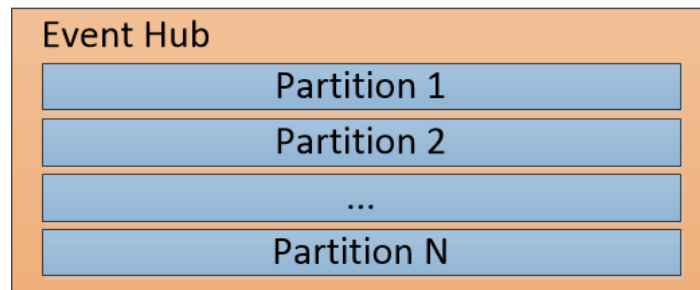 Event Hub
Partition 1
Partition 2
...
Partition N